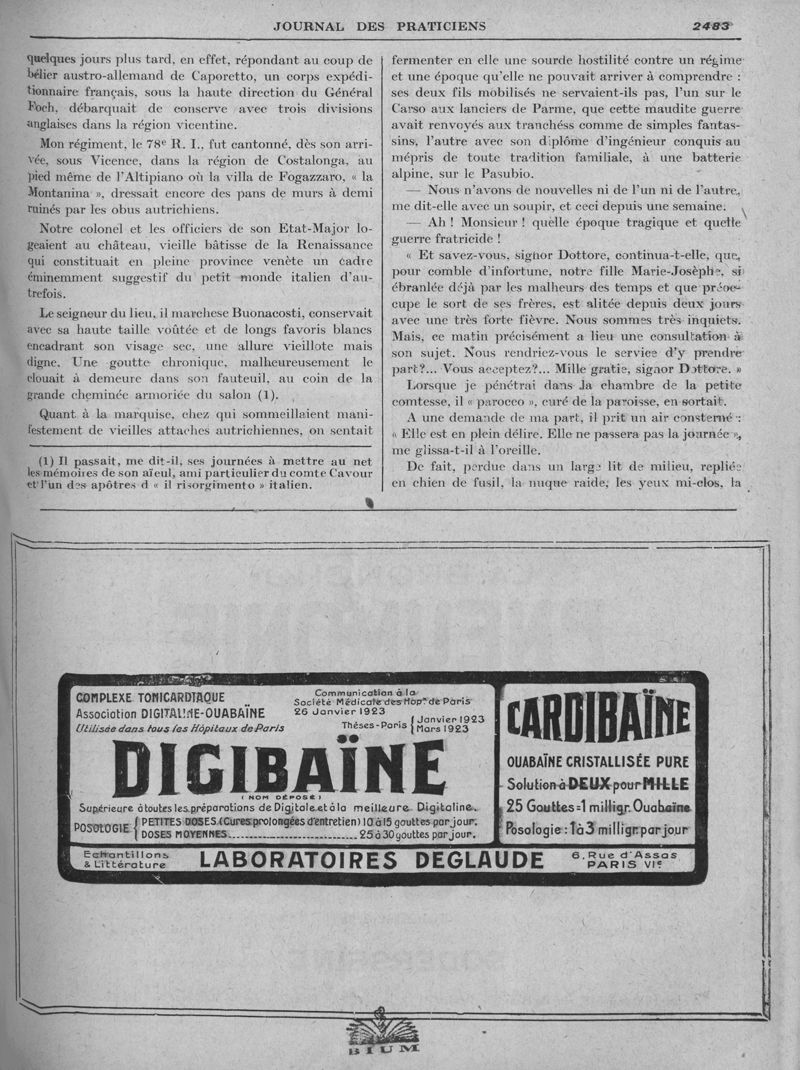 JOURNAL DES PRATICIENS 2483
quelques jours plus tard, en effet, répondant au coup de
bélier austro-allemand de Caporetto, un corps expédi-
tionnaire français, sous la haute direction du Général
Foch, débarquait de conserve avec trois divisions
anglaises dans la région vicentine.
Mon régiment, le 78e R. I., fut cantonné, dès son arri-
vée, sous Vicence, dans la région de Costalonga, au
pied même de l'Altipiano où la villa de Fogazzaro, « la
Montanina », dressait encore des pans de murs à demi
ruinés par les obus autrichiens.
Notre colonel et les officiers de son Etat-Major lo-
geaient au château, vieille bâtisse de la Renaissance
qui constituait en pleine province venète un cadre
éminemment suggestif du petit monde italien d'au-
trefois.
Le seigneur du lieu, il marchese Buonacosti, conservait
avec sa haute taille voûtée et de longs favoris blancs
encadrant son visage sec, une allure vieillote mais
digne. Une goutte chronique, malheureusement le
clouait à demeure dans son fauteuil, au coin de la
grande cheminée armoriée du salon (1).
Quant à la marquise, chez qui sommeillaient mani-
festement de vieilles attaches autrichiennes, on sentait
(1) Il passait, me dit-il, ses journées à mettre au net
les mémoires de son aïeul, ami particulier du comte Cavour
et l'un des apôtres d « il risorgimento » italien.
fermenter en elle une sourde hostilité contre un régime
et une époque qu'elle ne pouvait arriver à comprendre :
ses deux fils mobilisés ne servaient-ils pas, l'un sur le
Carso aux lanciers de Parme, que cette maudite guerre
avait renvoyés aux tranchéss comme de simples fantas-
sins, l'autre avec son diplôme d'ingénieur conquis au
mépris de toute tradition familiale, à une batterie
alpine, sur le Pasubio.
— Nous n'avons de nouvelles ni de l'un ni de l'autre,
me dit-elle avec un soupir, et ceci depuis une semaine.
— Ah ! Monsieur ! quelle époque tragique et quelle
guerre fratricide !
« Et savez-vous, signor Dottore, continua-t-elle, que,
pour comble d'infortune, notre fille Marie-Josèphe, si
ébranlée déjà par les malheurs des temps et que préoc-
cupe le sort de ses frères, est alitée depuis deux jours
avec une très forte fièvre. Nous sommes très inquiets.
Mais, ce matin précisément a lieu une consultation à
son sujet. Nous rendriez-vous le service d'y prendre
part?... Vous acceptez?... Mille gratie, signor Dottore. »
Lorsque je pénétrai dans la chambre de la petite
comtesse, il « parocco », curé de la paroisse, en sortait.
A une demande de ma part, il prit un air consterné :
« Elle est en plein délire. Elle ne passera pas la journée »,
me glissa-t-il à l'oreille.
De fait, perdue dans un large lit de milieu, repliée
en chien de fusil, la nuque raide, les yeux mi-clos, la
COMPLEXE TONICARDIAQUE
Association DIGITALINE-OUABAÏNE
Utilisée dans tous les Hôpitaux de Paris
Communication à la
Société Médicale des Hôp.x de Paris
26 Janvier 1923
Thèses-Paris { Janvier 1923
Mars 1923
DIGIBAÏNE
( NOM DÉPOSÉ )
Supérieure à toutes les préparations de Digitale et à la meilleure Digitaline.
POSOLOGIE { PETITES DOSES.(Cures prolongées d'entretien) 10 à 15 gouttes par jour.
DOSES MOYENNES........................ 25 à 30 gouttes par jour.
CARDIBAÏNE
OUABAÏNE CRISTALLISÉE PURE
Solution à DEUX pour MILLE
25 Gouttes=1 milligr. Ouabaïne
Posologie : 1 à 3 milligr. par jour
Echantillons
& Littérature
LABORATOIRES DEGLAUDE
6, Rue d'Assas
PARIS VIe
BIUM